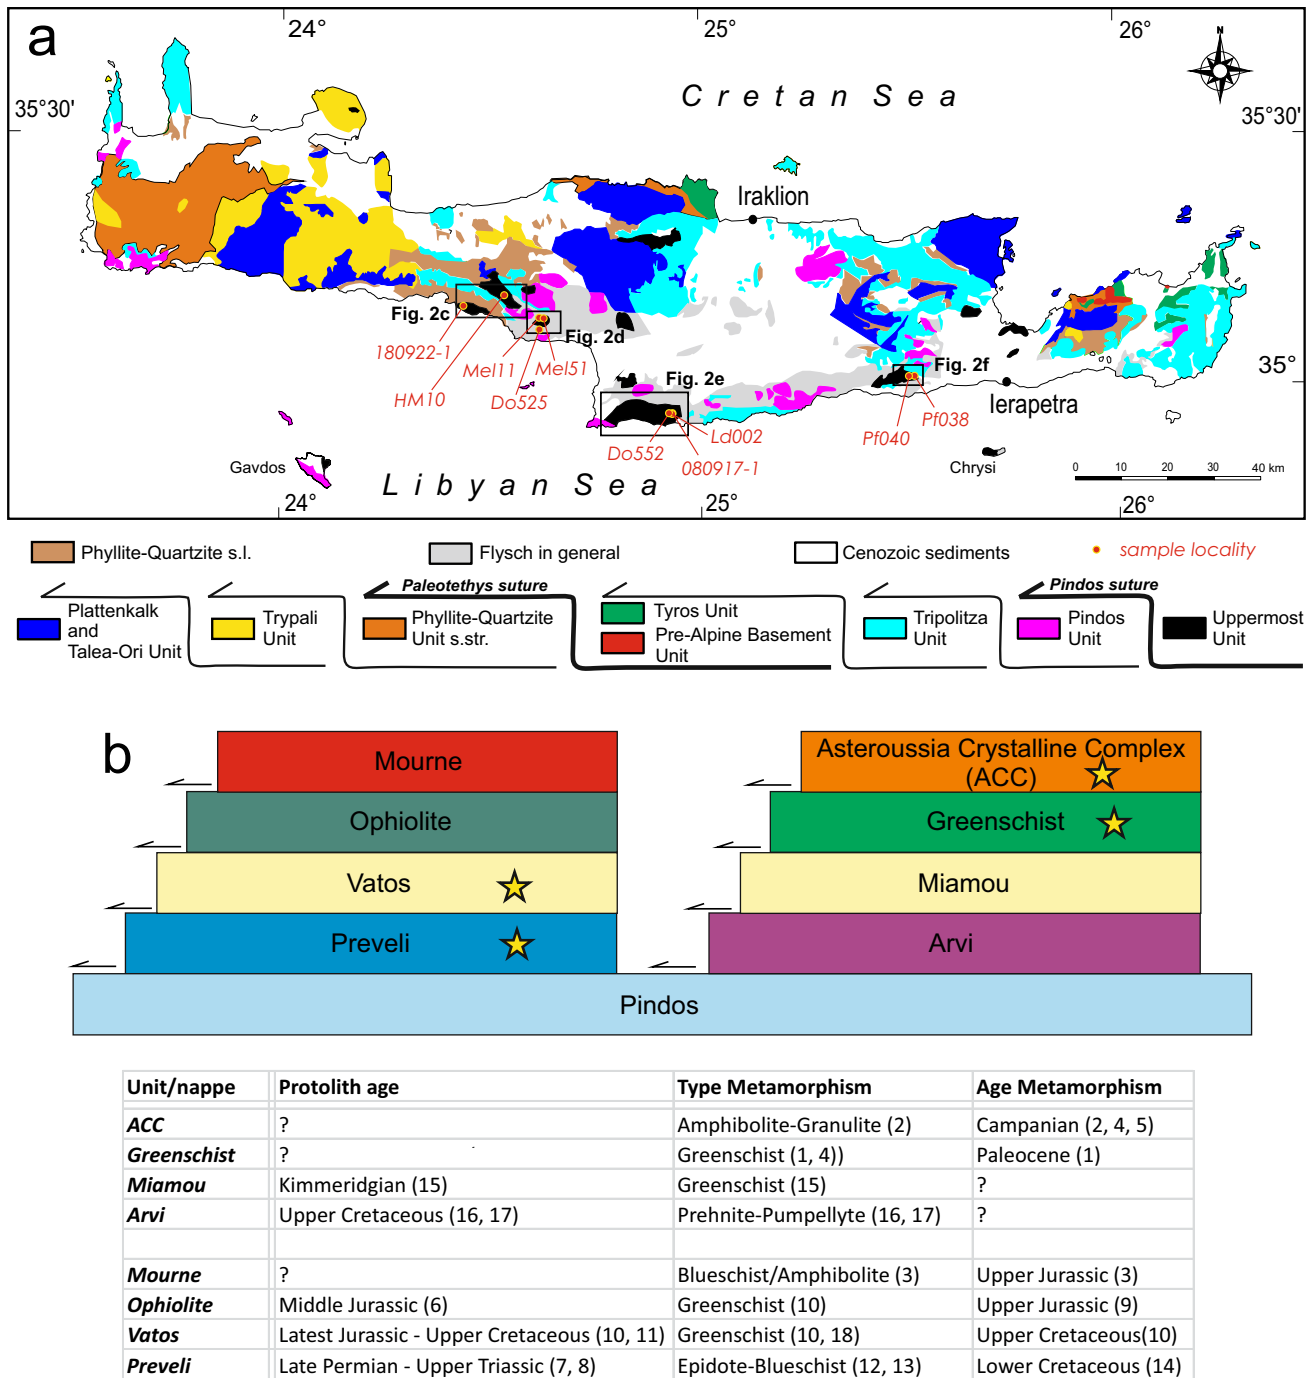 a
24°
25°
26°
N
35°30'
Cretan Sea
35°30'
Iraklion
Fig. 2c
Fig. 2d
180922-1
Mel11
Mel51
HM10
Do525
Fig. 2e
Fig. 2f
35°
Ierapetra
Pf038
Pf040
Ld002
Do552
080917-1
Gavdos
Chrysi
Libyan Sea
0 10 20 30 40 km
24°
25°
26°
Phyllite-Quartzite s.l.
Flysch in general
Cenozoic sediments
sample locality
Paleotethys suture
Pindos suture
Plattenkalk
and
Talea-Ori Unit
Trypali
Unit
Phyllite-Quartzite
Unit s.str.
Tyros Unit
Pre-Alpine Basement
Unit
Tripolitza
Unit
Pindos
Unit
Uppermost
Unit
b
Mourne
Ophiolite
Vatos
Preveli
Asteroussia Crystalline Complex
(ACC)
Greenschist
Miamou
Arvi
Pindos
Unit/nappe Protolith age Type Metamorphism Age Metamorphism
ACC ? Amphibolite-Granulite (2) Campanian (2, 4, 5)
Greenschist ? Greenschist (1, 4)) Paleocene (1)
Miamou Kimmeridgian (15) Greenschist (15) ?
Arvi Upper Cretaceous (16, 17) Prehnite-Pumpellyte (16, 17) ?
Mourne ? Blueschist/Amphibolite (3) Upper Jurassic (3)
Ophiolite Middle Jurassic (6) Greenschist (10) Upper Jurassic (9)
Vatos Latest Jurassic - Upper Cretaceous (10, 11) Greenschist (10, 18) Upper Cretaceous(10)
Preveli Late Permian - Upper Triassic (7, 8) Epidote-Blueschist (12, 13) Lower Cretaceous (14)